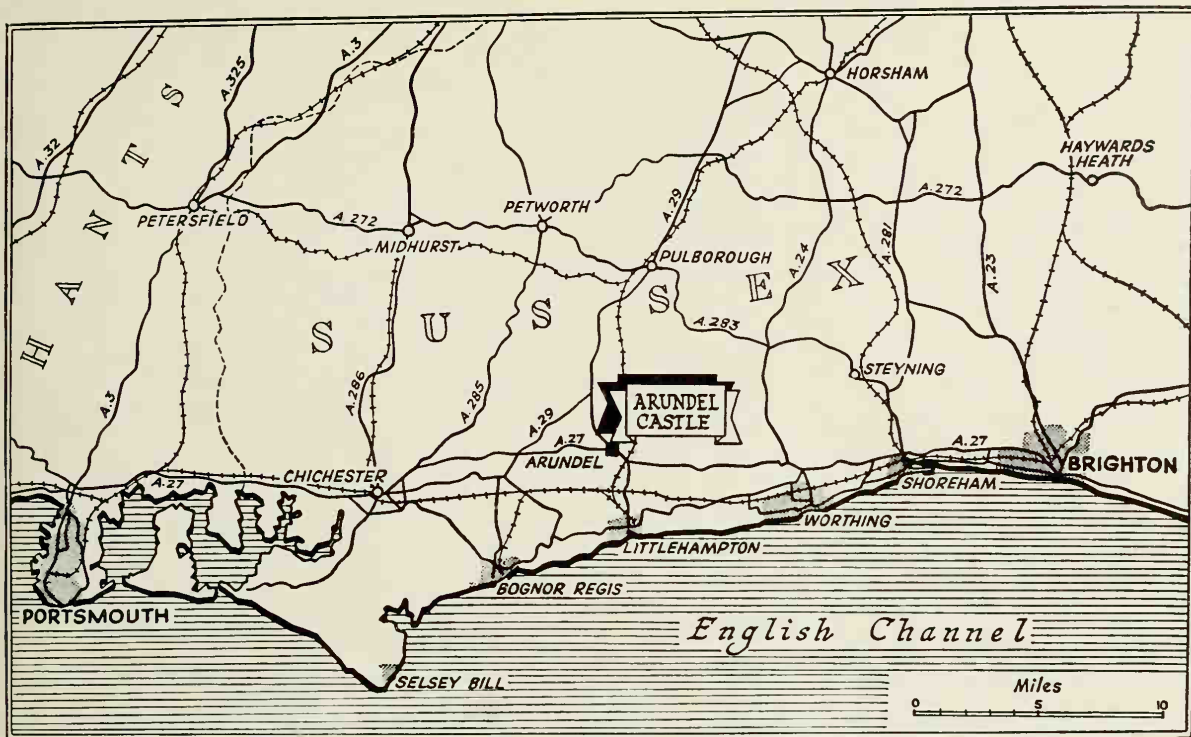 A.32
A.325
A.3
HANTS
PETERSFIELD
A.272
MIDHURST
PETWORTH
A.29
PULBOROUGH
HORSHAM
A.24
A.281
A.272
A.23
HAYWARDS
HEATH
SUSSEX
A.283
STEYNING
A.3
A.286
A.285
A.29
A.27
ARUNDEL
CASTLE
ARUNDEL
CHICHESTER
A.27
A.27
BRIGHTON
SHOREHAM
WORTHING
LITTLEHAMPTON
BOGNOR REGIS
PORTSMOUTH
SELSEY BILL
English Channel
Miles
0 5 10